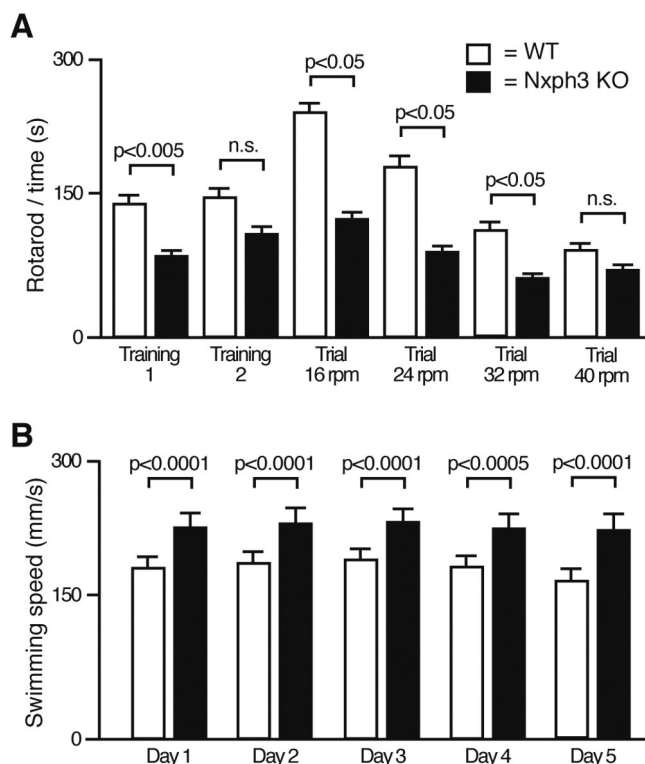 A
300
150
0
Rotarod / time (s)
= WT
= Nxph3 KO
p<0.005
n.s.
p<0.05
p<0.05
p<0.05
n.s.
Training
1
Training
2
Trial
16 rpm
Trial
24 rpm
Trial
32 rpm
Trial
40 rpm
B
300
150
0
Swimming speed (mm/s)
p<0.0001
p<0.0001
p<0.0001
p<0.0005
p<0.0001
Day 1
Day 2
Day 3
Day 4
Day 5